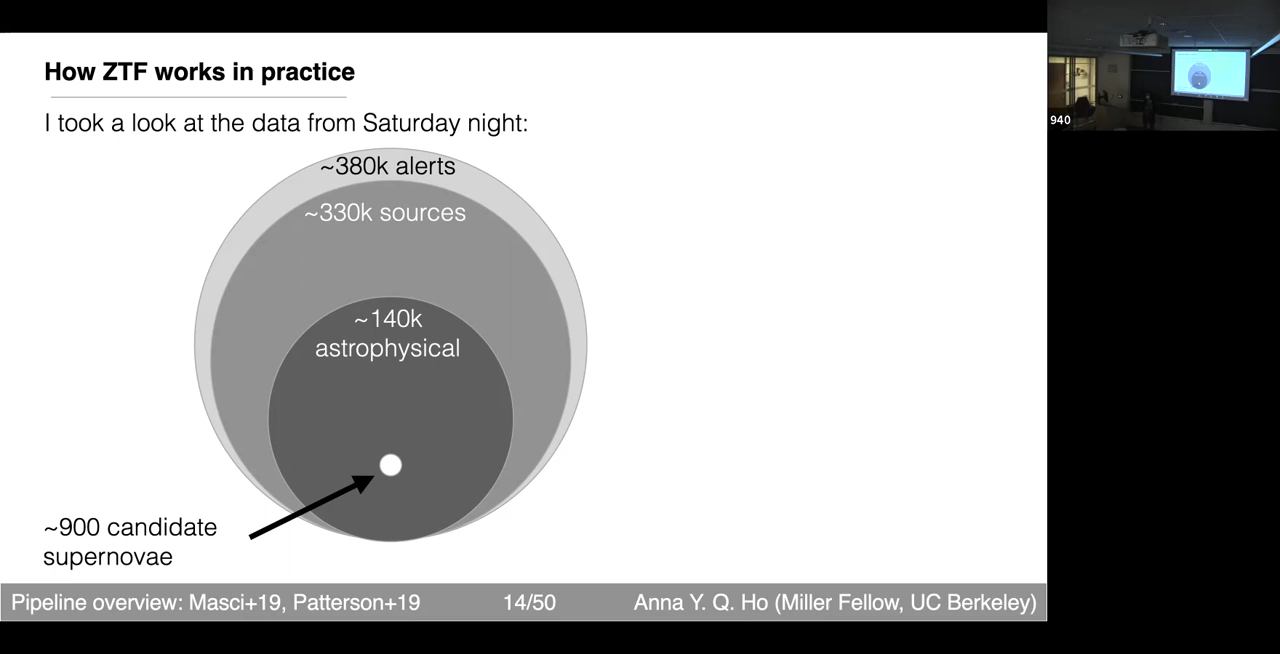 How ZTF works in practice
I took a look at the data from Saturday night:
~380k alerts
~330k sources
~140k
astrophysical
~900 candidate
supernovae
Pipeline overview: Masci+19, Patterson+19
14/50
Anna Y. Q. Ho (Miller Fellow, UC Berkeley)
940